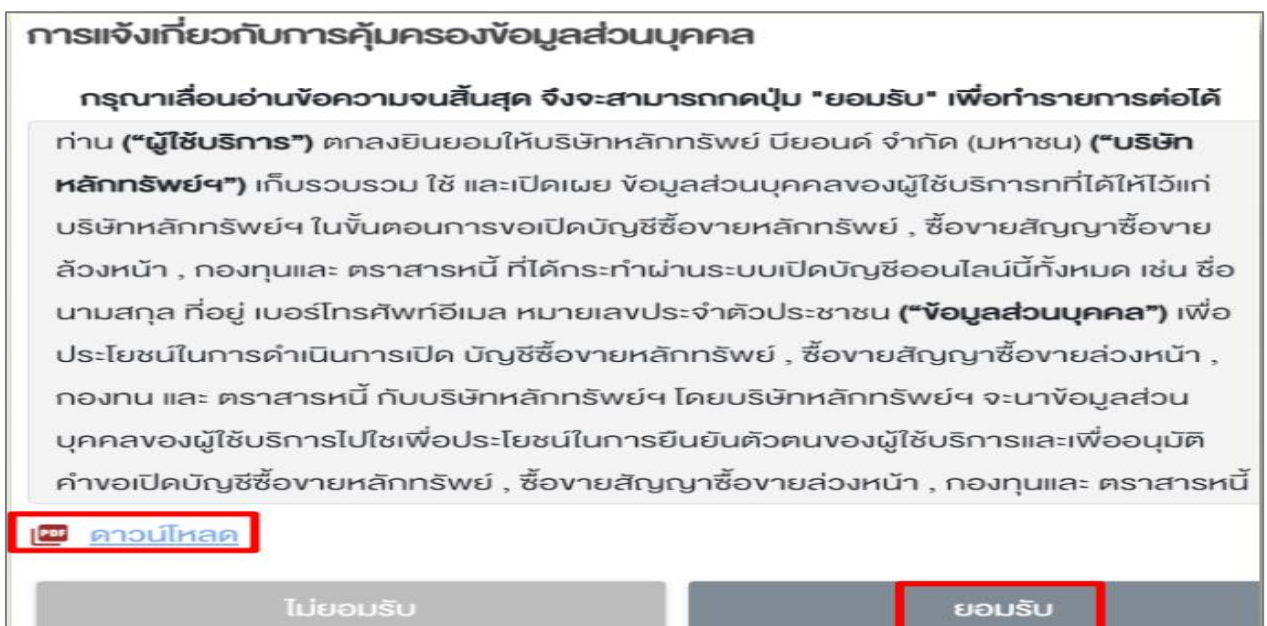 การแจ้งเกี่ยวกับการคุ้มครองข้อมูลส่วนบุคคล
กรุณาเลื่อนอ่านข้อความจนสิ้นสุด จึงจะสามารถกดปุ่ม "ยอมรับ" เพื่อทำรายการต่อได้
ท่าน (“ผู้ใช้บริการ”) ตกลงยินยอมให้บริษัทหลักทรัพย์ บียอนด์ จำกัด (มหาชน) (“บริษัท
หลักทรัพย์ฯ”) เก็บรวบรวม ใช้ และเปิดเผย ข้อมูลส่วนบุคคลของผู้ใช้บริการทที่ได้ให้ไว้แก่
บริษัทหลักทรัพย์ฯ ในขั้นตอนการขอเปิดบัญชีซื้อขายหลักทรัพย์ , ซื้อขายสัญญาซื้อขาย
ล้วงหน้า , กองทุนและ ตราสารหนี้ ที่ได้กระทำผ่านระบบเปิดบัญชีออนไลน์นี้ทั้งหมด เช่น ชื่อ
นามสกุล ที่อยู่ เบอร์โทรศัพท์อีเมล หมายเลขประจำตัวประชาชน (“ข้อมูลส่วนบุคคล”) เพื่อ
ประโยชน์ในการดำเนินการเปิด บัญชีซื้อขายหลักทรัพย์ , ซื้อขายสัญญาซื้อขายล่วงหน้า ,
กองทน และ ตราสารหนี้ กับบริษัทหลักทรัพย์ฯ โดยบริษัทหลักทรัพย์ฯ จะนาข้อมูลส่วน
บุคคลของผู้ใช้บริการไปใชเพื่อประโยชน์ในการยืนยันตัวตนของผู้ใช้บริการและเพื่ออนุมัติ
คำขอเปิดบัญชีซื้อขายหลักทรัพย์ , ซื้อขายสัญญาซื้อขายล่วงหน้า , กองทุนและ ตราสารหนี้
PDF ดาวน์โหลด
ไม่ยอมรับ
ยอมรับ